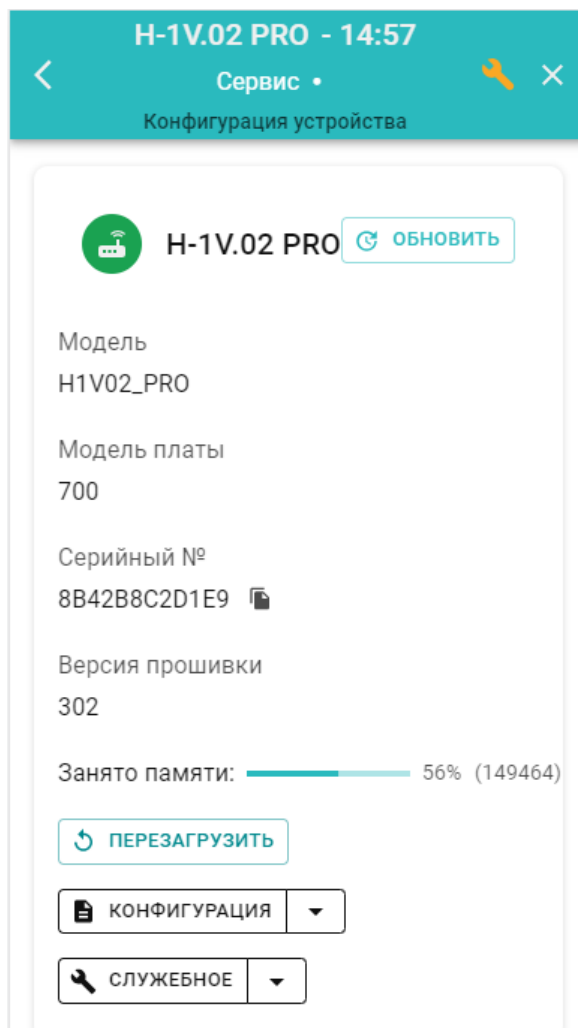 H-1V.02 PRO - 14:57
Сервис •
Конфигурация устройства
H-1V.02 PRO
ОБНОВИТЬ
Модель
H1V02_PRO
Модель платы
700
Серийный №
8B42B8C2D1E9
Версия прошивки
302
Занято памяти: 56% (149464)
ПЕРЕЗАГРУЗИТЬ
КОНФИГУРАЦИЯ
СЛУЖЕБНОЕ